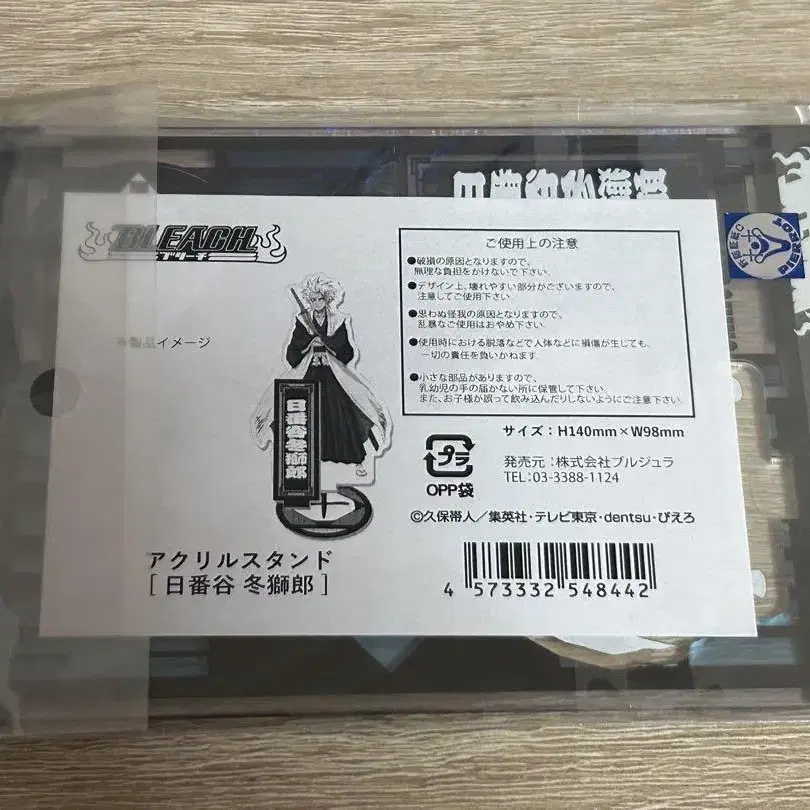 日番谷冬獅郎
BLEACH
ブリーチ
製品イメージ
日番谷冬獅郎
アクリルスタンド
[ 日番谷 冬獅郎 ]
ご使用上の注意
●破損の原因となりますので、
無理な負担をかけないで下さい。
●デザイン上、壊れやすい部分がございますので、
注意してご使用下さい。
●思わぬ怪我の原因となりますので、
乱暴なご使用はおやめ下さい。
●使用時における脱落などで人体などに損傷が生じても、
一切の責任を負いかねます。
●小さな部品がありますので、
乳幼児の手の届かない所に保管して下さい。
また、お子様が誤って飲み込んだりしないようにご注意下さい。
サイズ：H140mm×W98mm
プラ
OPP袋
発売元：株式会社ブルジュラ
TEL：03-3388-1124
©久保帯人／集英社・テレビ東京・dentsu・ぴえろ
4 573332 548442
PIERROT